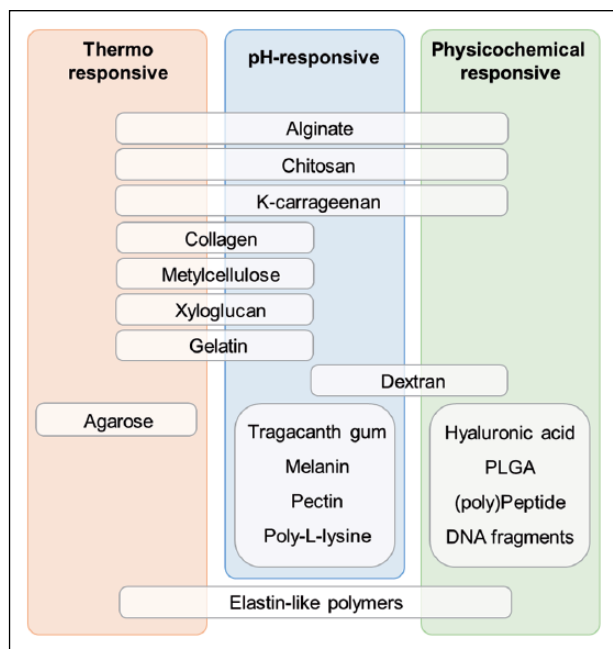 Thermo
responsive
pH-responsive
Physicochemical
responsive
Alginate
Chitosan
K-carrageenan
Collagen
Metylcellulose
Xyloglucan
Gelatin
Dextran
Agarose
Tragacanth gum
Melanin
Pectin
Poly-L-lysine
Hyaluronic acid
PLGA
(poly)Peptide
DNA fragments
Elastin-like polymers